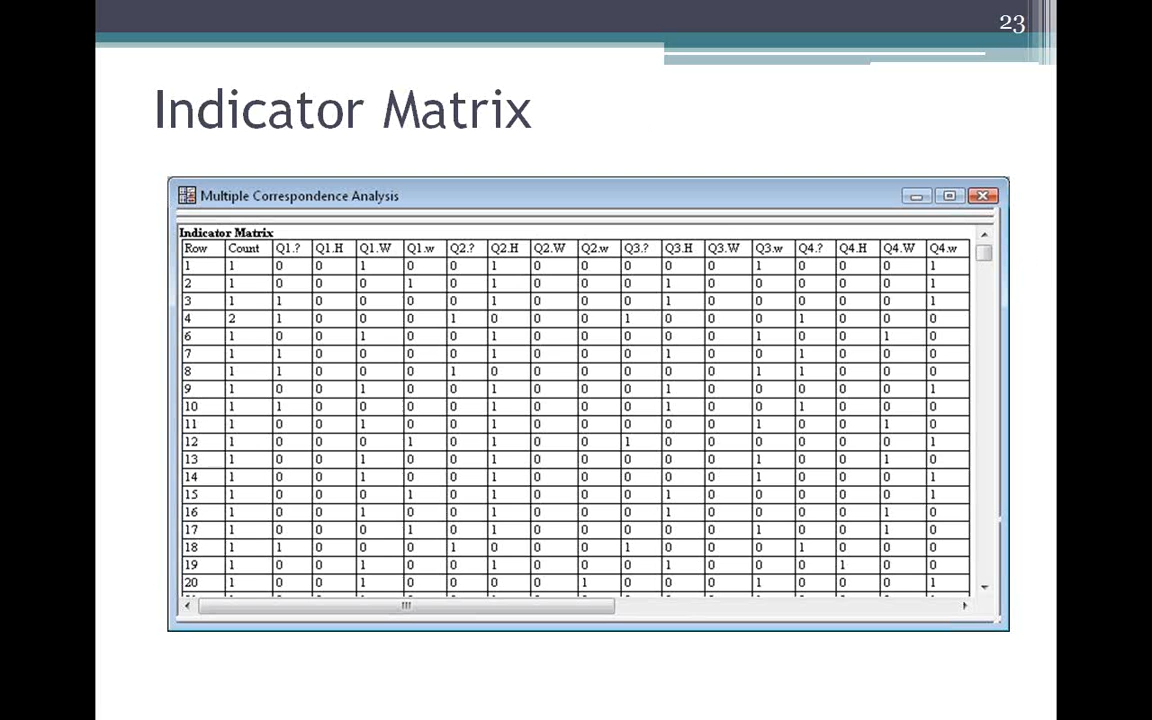 23
Indicator Matrix
Multiple Correspondence Analysis
Indicator Matrix
Row Count Q1.? Q1.H Q1.W Q1.w Q2.? Q2.H Q2.W Q2.w Q3.? Q3.H Q3.W Q3.w Q4.? Q4.H Q4.W Q4.w
1 1 0 0 1 0 0 1 0 0 0 0 0 1 0 0 0 1
2 1 0 0 0 1 0 1 0 0 0 1 0 0 0 0 0 1
3 1 1 0 0 0 0 1 0 0 0 1 0 0 0 0 0 1
4 2 1 0 0 0 1 0 0 0 1 0 0 0 1 0 0 0
6 1 0 0 1 0 0 1 0 0 0 0 0 1 0 0 1 0
7 1 1 0 0 0 0 1 0 0 0 1 0 0 1 0 0 0
8 1 1 0 0 0 1 0 0 0 0 0 0 1 1 0 0 0
9 1 0 0 1 0 0 1 0 0 0 1 0 0 0 0 0 1
10 1 1 0 0 0 0 1 0 0 0 1 0 0 1 0 0 0
11 1 0 0 1 0 0 1 0 0 0 0 0 1 0 0 1 0
12 1 0 0 0 1 0 1 0 0 1 0 0 0 0 0 0 1
13 1 0 0 1 0 0 1 0 0 0 0 0 1 0 0 1 0
14 1 0 0 1 0 0 1 0 0 0 0 0 1 0 0 0 1
15 1 0 0 0 1 0 1 0 0 0 1 0 0 0 0 0 1
16 1 0 0 1 0 0 1 0 0 0 1 0 0 0 0 1 0
17 1 0 0 0 1 0 1 0 0 0 0 0 1 0 0 1 0
18 1 1 0 0 0 1 0 0 0 1 0 0 0 1 0 0 0
19 1 0 0 1 0 0 1 0 0 0 1 0 0 0 1 0 0
20 1 0 0 1 0 0 0 0 1 0 0 0 1 0 0 0 1